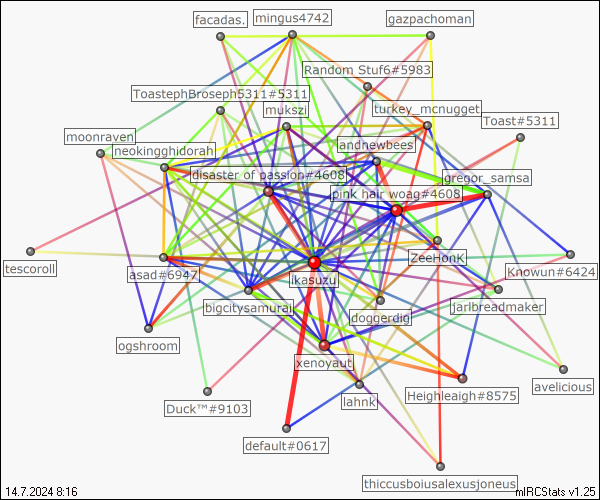 facadas.
mingus4742
gazpachoman
Random Stuf6#5983
ToastephBroseph5311#5311
mukszi
turkey_mcnugget
Toast#5311
moonraven
neokingghidorah
landnewbees
disaster of passion#4608
gregor_samsa
pink hair woag#4608
tescoroll
asad#6947
Ikasuzu
ZeeHonK
Knowun#6424
bigcitysamurai
doggerdig
jarlbreadmaker
ogshroom
xenoyaut
avelicious
Duck™#9103
lahnk
Heighleaigh#8575
default#0617
thiccusboiusalexusjoneus
14.7.2024 8:16
mIRCStats v1.25